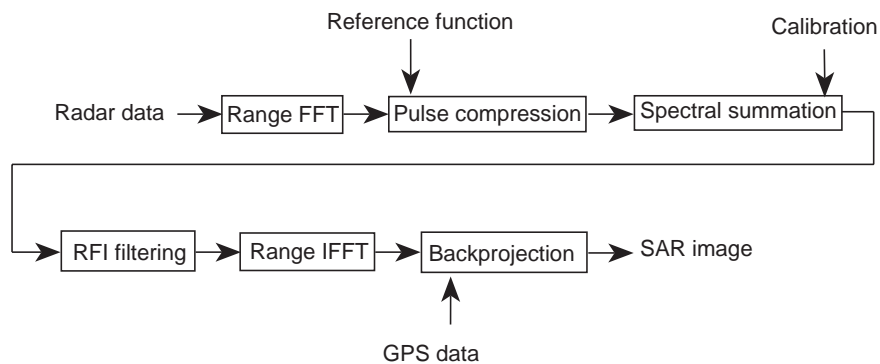 Reference function
Calibration
Radar data
Range FFT
Pulse compression
Spectral summation
RFI filtering
Range IFFT
Backprojection
SAR image
GPS data